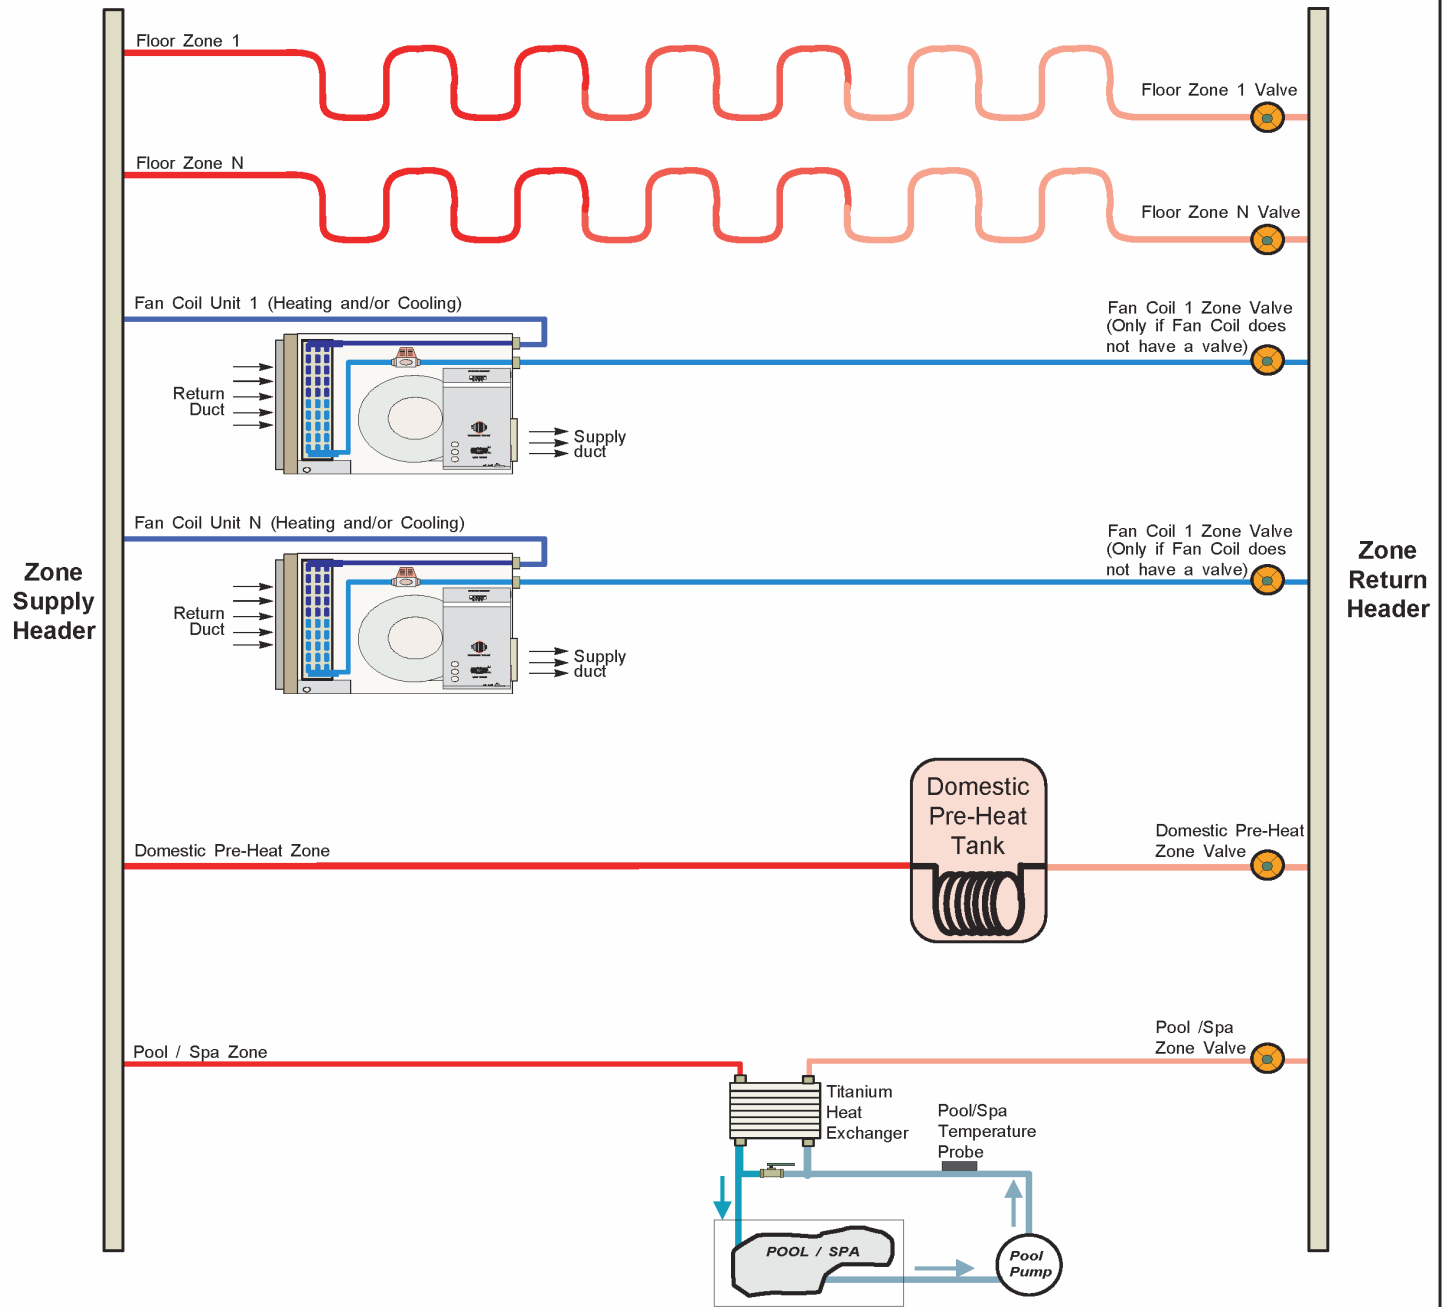 Floor Zone 1
Floor Zone 1 Valve
Floor Zone N
Floor Zone N Valve
Fan Coil Unit 1 (Heating and/or Cooling)
Fan Coil 1 Zone Valve
(Only if Fan Coil does
not have a valve)
Return
Duct
Supply
duct
Fan Coil Unit N (Heating and/or Cooling)
Fan Coil 1 Zone Valve
(Only if Fan Coil does
not have a valve)
Return
Duct
Supply
duct
Zone
Supply
Header
Zone
Return
Header
Domestic
Pre-Heat
Tank
Domestic Pre-Heat Zone
Domestic Pre-Heat
Zone Valve
Pool / Spa Zone
Pool /Spa
Zone Valve
Titanium
Heat
Exchanger
Pool/Spa
Temperature
Probe
POOL / SPA
Pool
Pump